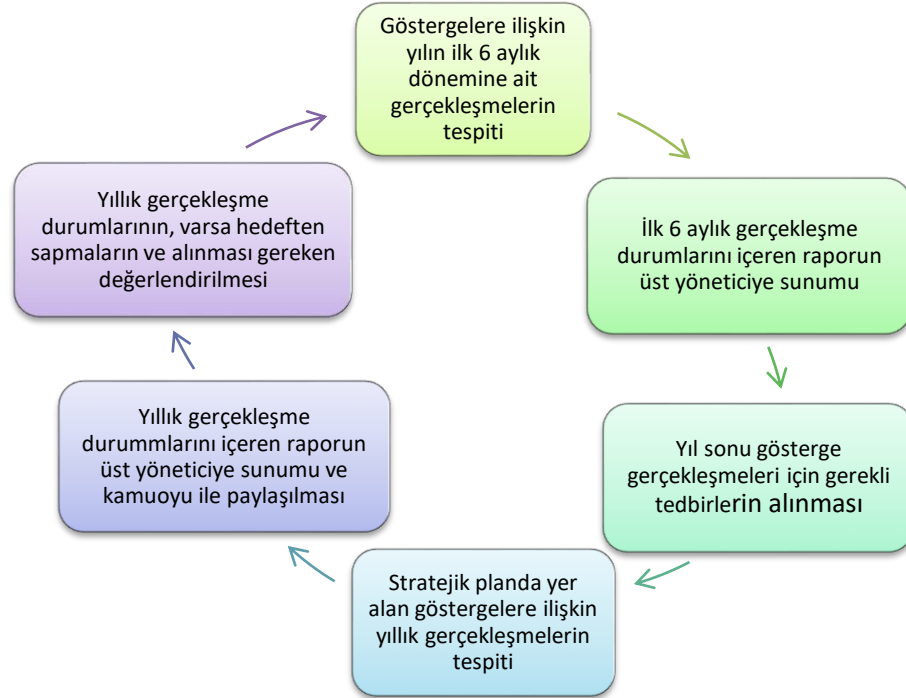 Göstergelere ilişkin
yılın ilk 6 aylık
dönemine ait
gerçekleşmelerin
tespiti
İlk 6 aylık gerçekleşme
durumlarını içeren raporun
üst yöneticiye sunumu
Yıl sonu gösterge
gerçekleşmeleri için gerekli
tedbirlerin alınması
Stratejik planda yer
alan göstergelere ilişkin
yıllık gerçekleşmelerin
tespiti
Yıllık gerçekleşme
durummlarını içeren raporun
üst yöneticiye sunumu ve
kamuoyu ile paylaşılması
Yıllık gerçekleşme
durumlarının, varsa hedeften
sapmaların ve alınması gereken
değerlendirilmesi